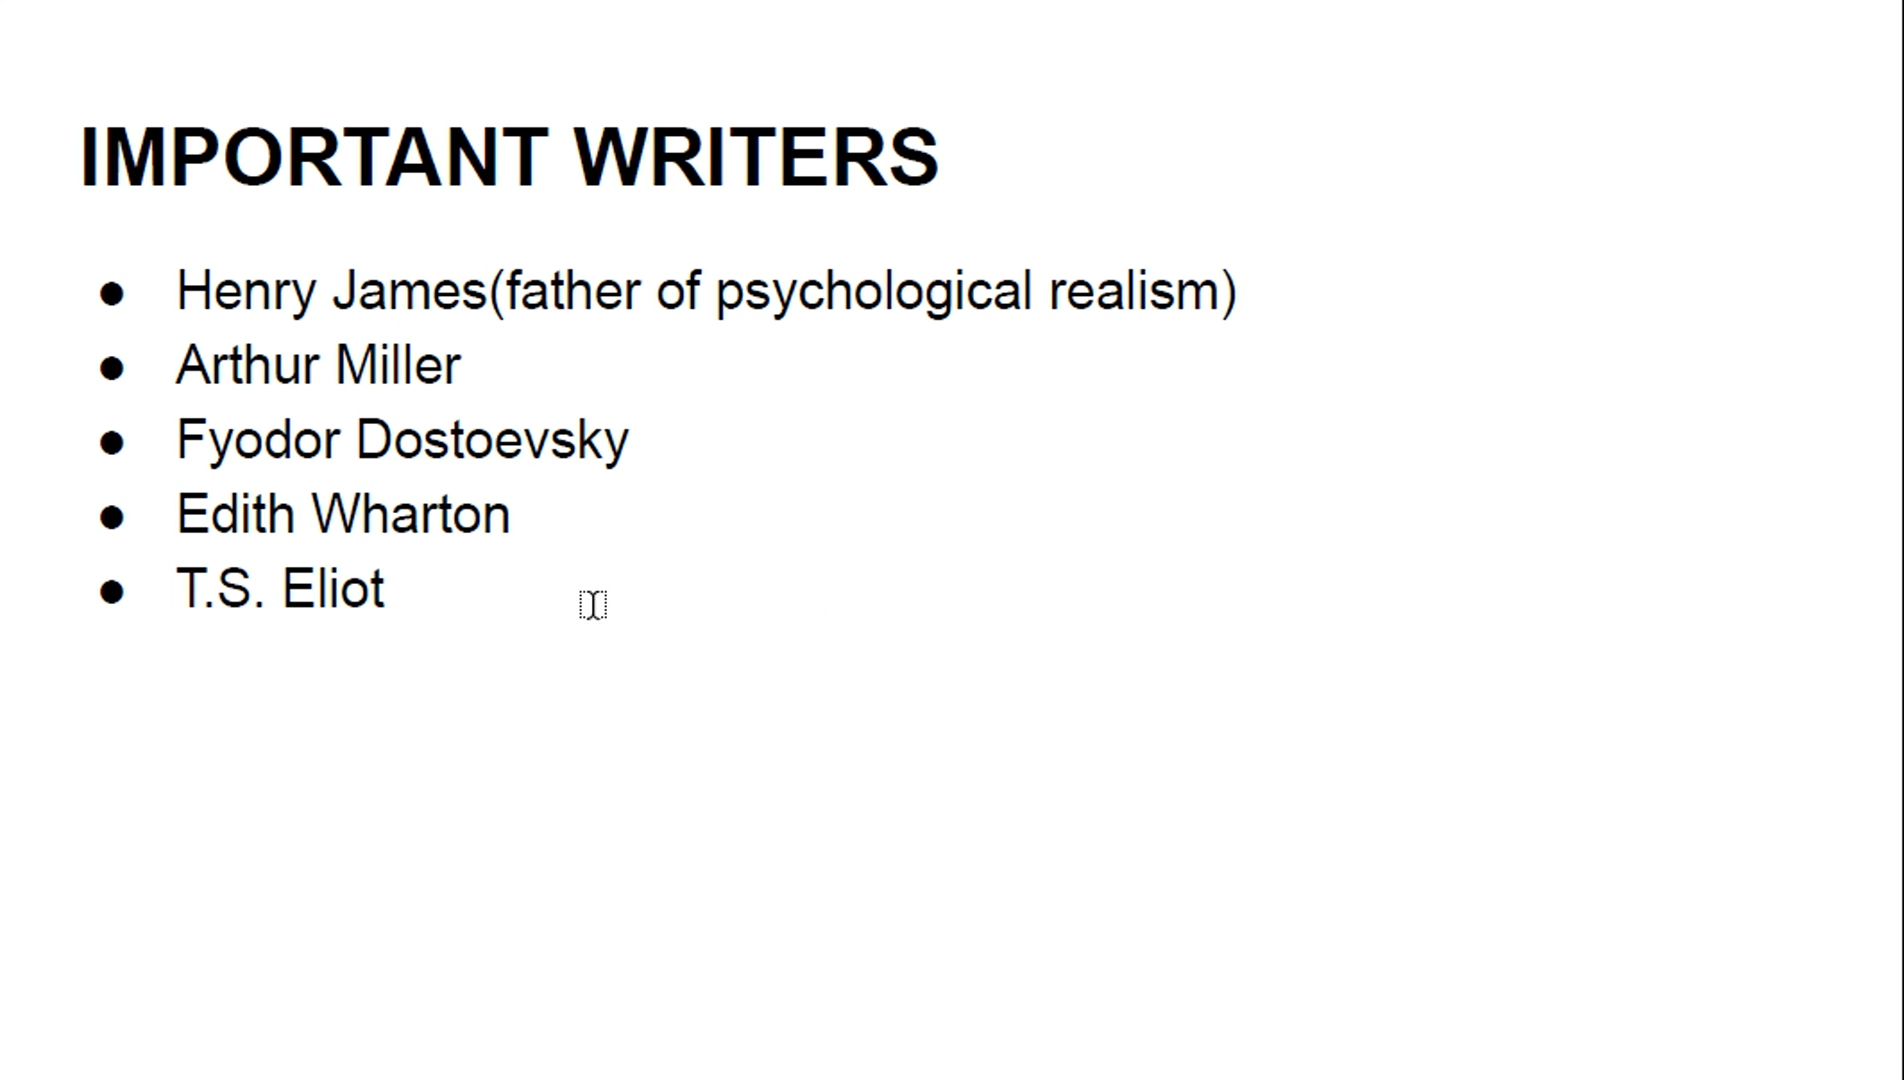 IMPORTANT WRITERS
● Henry James(father of psychological realism)
● Arthur Miller
● Fyodor Dostoevsky
● Edith Wharton
● T.S. Eliot